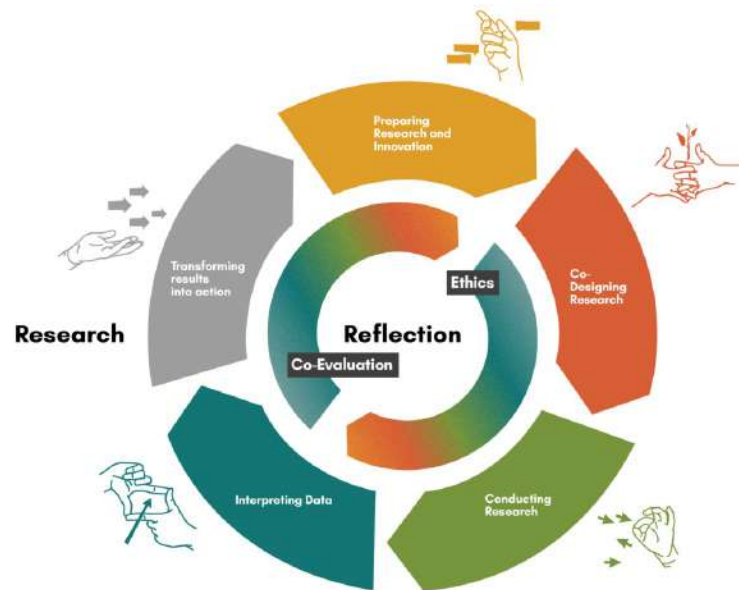 Preparing
Research and
Innovation
Co-
Designing
Research
Conducting
Research
Interpreting Data
Transforming
results
into action
Research
Reflection
Ethics
Co-Evaluation